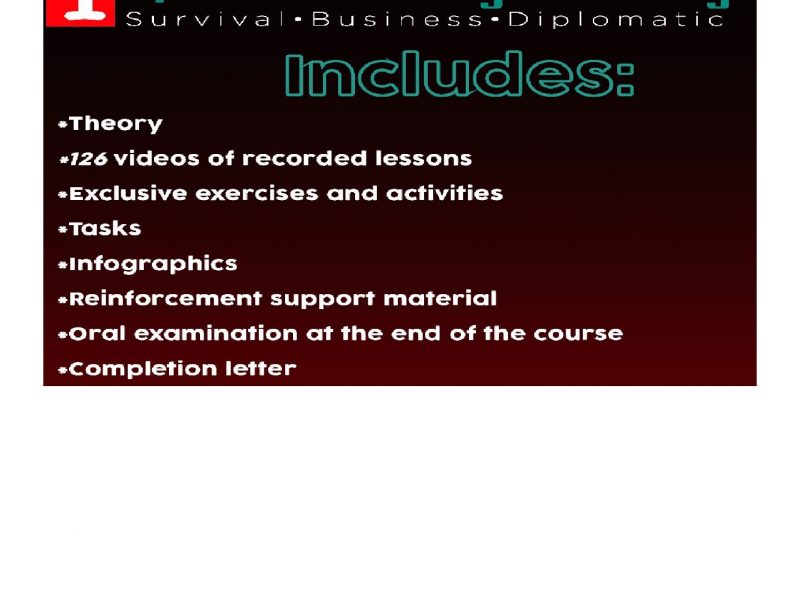 Survival•Business•Diplomatic
Includes:
*Theory
*126 videos of recorded lessons
*Exclusive exercises and activities
*Tasks
*Infographics
*Reinforcement support material
*Oral examination at the end of the course
*Completion letter